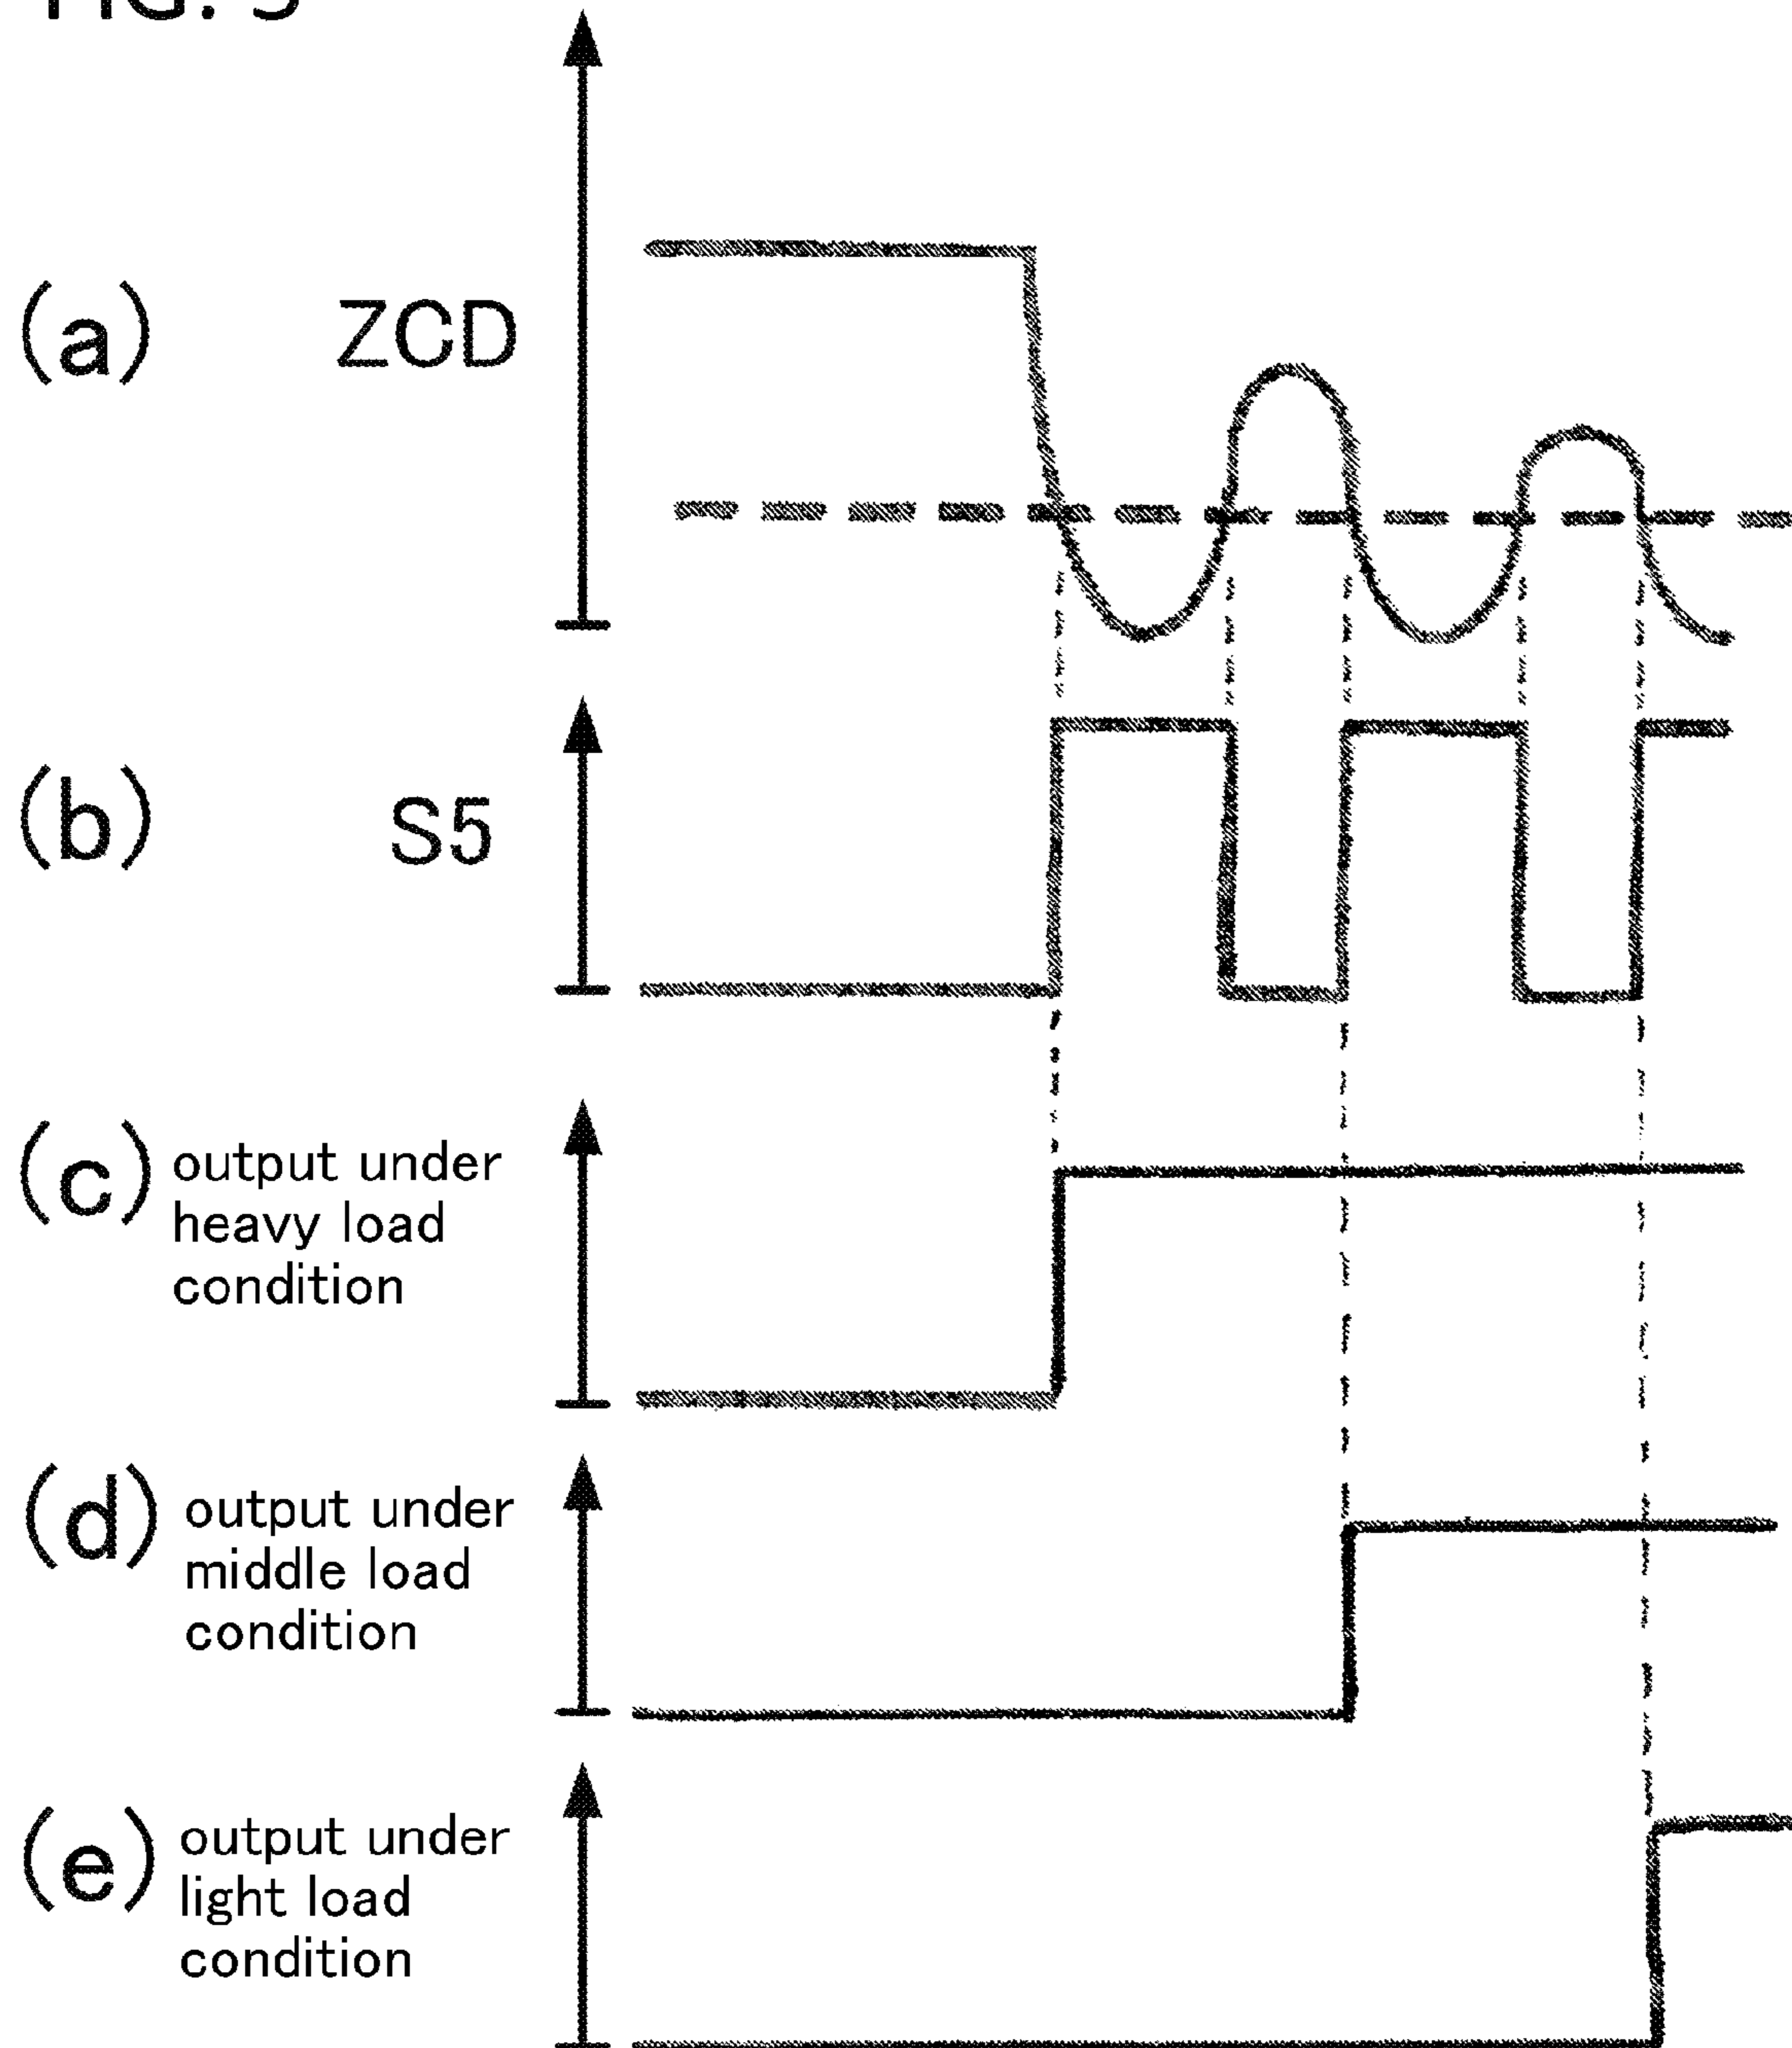 (a) ZCD
(b) S5
(c) output under
heavy load
condition
(d) output under
middle load
condition
(e) output under
light load
condition